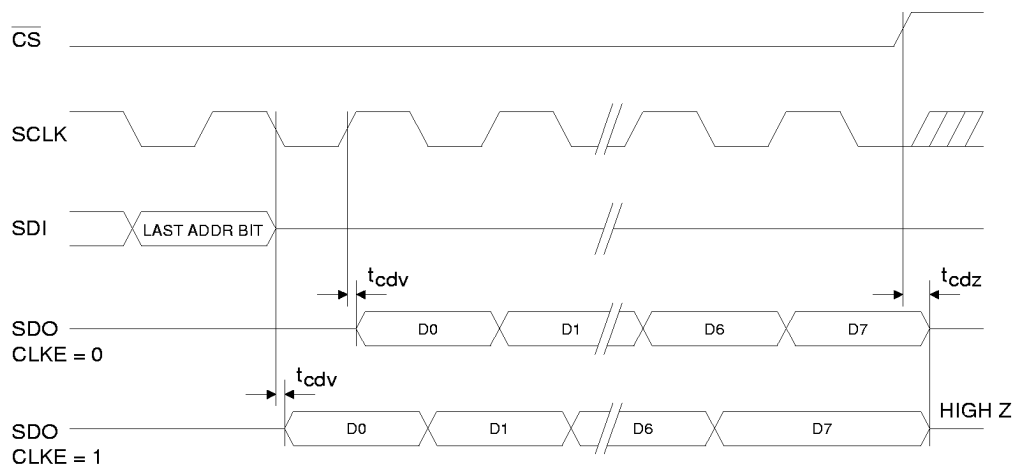 CS
SCLK
SDI LAST ADDR BIT
tcdv tcdz
SDO D0 D1 D6 D7
CLKE = 0
tcdv
HIGH Z
SDO D0 D1 D6 D7
CLKE = 1